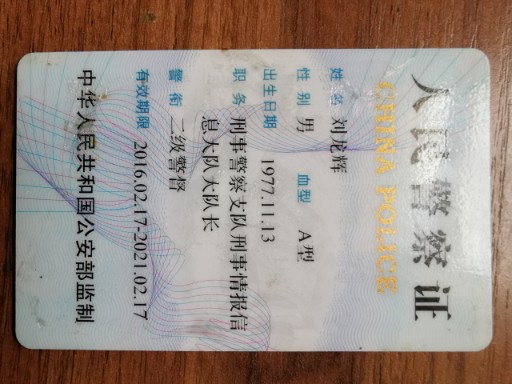 人民警察证
CHINA POLICE
姓名 刘龙辉
性别 男 血型 A型
出生日期 1977.11.13
职务 刑事警察支队刑事情报信
息大队大队长
警衔 二级警督
有效期限 2016.02.17-2021.02.17
中华人民共和国公安部监制